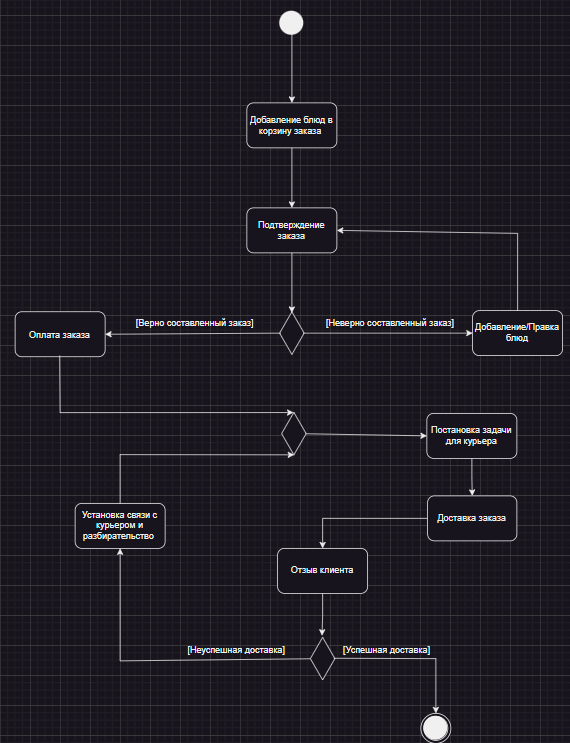 Добавление блюд в
корзину заказа
Подтверждение
заказа
[Верно составленный заказ]
[Неверно составленный заказ]
Оплата заказа
Добавление/Правка
блюд
Постановка задачи
для курьера
Установка связи с
курьером и
разбирательство
Доставка заказа
Отзыв клиента
[Неуспешная доставка]
[Успешная доставка]